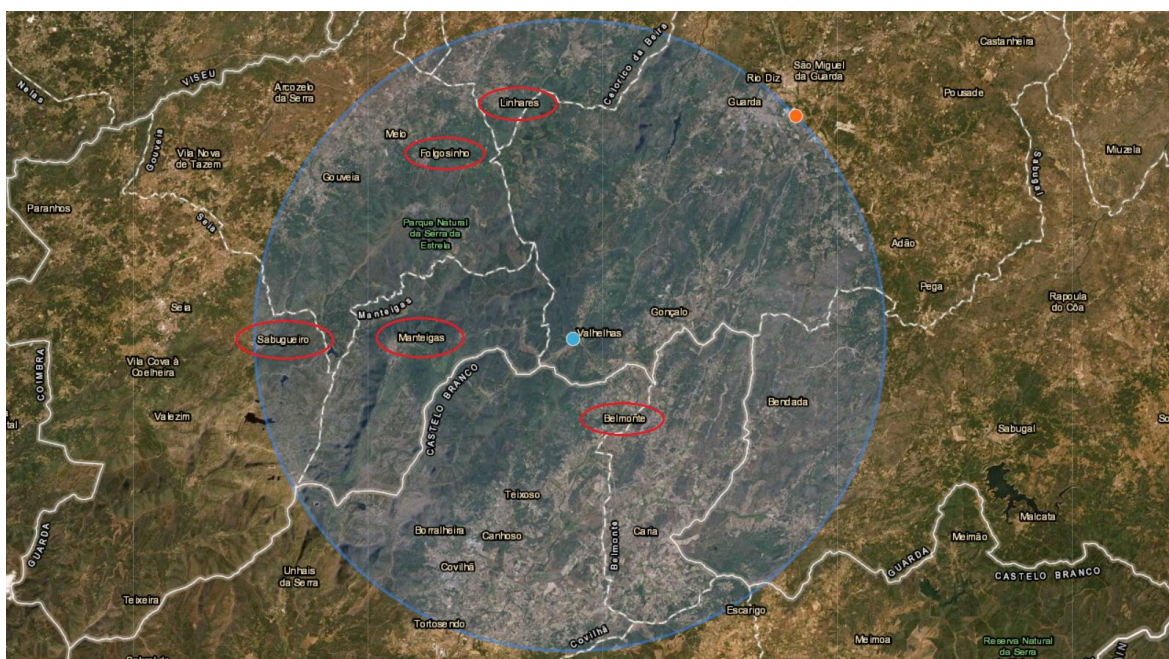 Castanheira
São Miguel
da Guarda
Rio Diz
Celorico da Beira
VISEU
Nelas
Arcozelo
da Serra
Pousade
Guarda
Linhares
Melo
Folgosinho
Gouveia
Vila Nova
de Tazem
Gouveia
Miuzela
Sabugal
Paranhos
Seia
Parque Natural
da Serra da
Estrela
Adão
Pega
Rapoula
do Côa
Seia
Manteigas
Gonçalo
Valhelhas
Sabugueiro
Manteigas
Vila Cova à
Coelheira
COIMBRA
CASTELO BRANCO
Valezim
Belmonte
Bendada
Sabugal
tal
So
Teixoso
Malcata
Borralheira
Canhoso
Caria
Meimão
GUARDA
Belmonte
GUARDA
CASTELO BRANCO
Covilhã
Unhais
da Serra
Teixeira
Escarigo
Tortosendo
Covilhã
Meimoa
Reserva Natural
da Serra